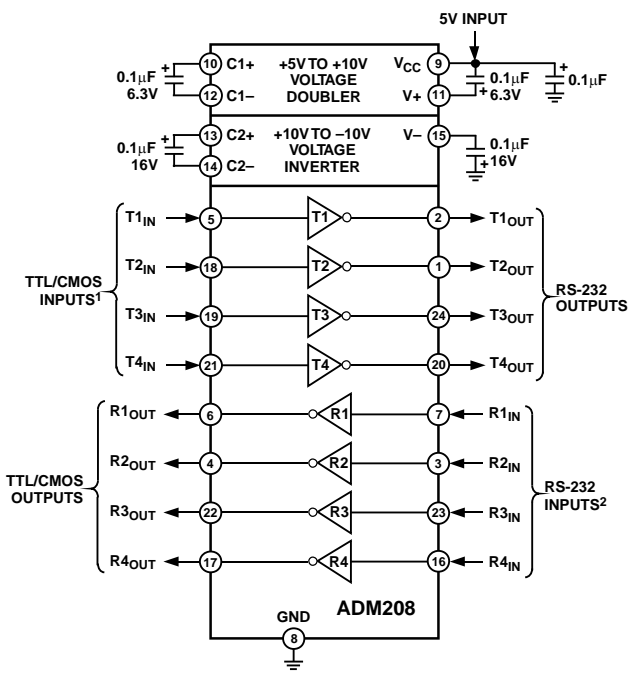 5V INPUT
0.1μF
6.3V
+
10 C1+
12 C1–
+5V TO +10V
VOLTAGE
DOUBLER
VCC 9
V+ 11
+
0.1μF
6.3V
+
0.1μF
0.1μF
16V
+
13 C2+
14 C2–
+10V TO –10V
VOLTAGE
INVERTER
V– 15
0.1μF
+
16V
TTL/CMOS
INPUTS1
T1IN 5 T1 2 T1OUT
T2IN 18 T2 1 T2OUT
T3IN 19 T3 24 T3OUT
T4IN 21 T4 20 T4OUT
RS-232
OUTPUTS
TTL/CMOS
OUTPUTS
R1OUT 6 R1 7 R1IN
R2OUT 4 R2 3 R2IN
R3OUT 22 R3 23 R3IN
R4OUT 17 R4 16 R4IN
RS-232
INPUTS2
GND
8
ADM208